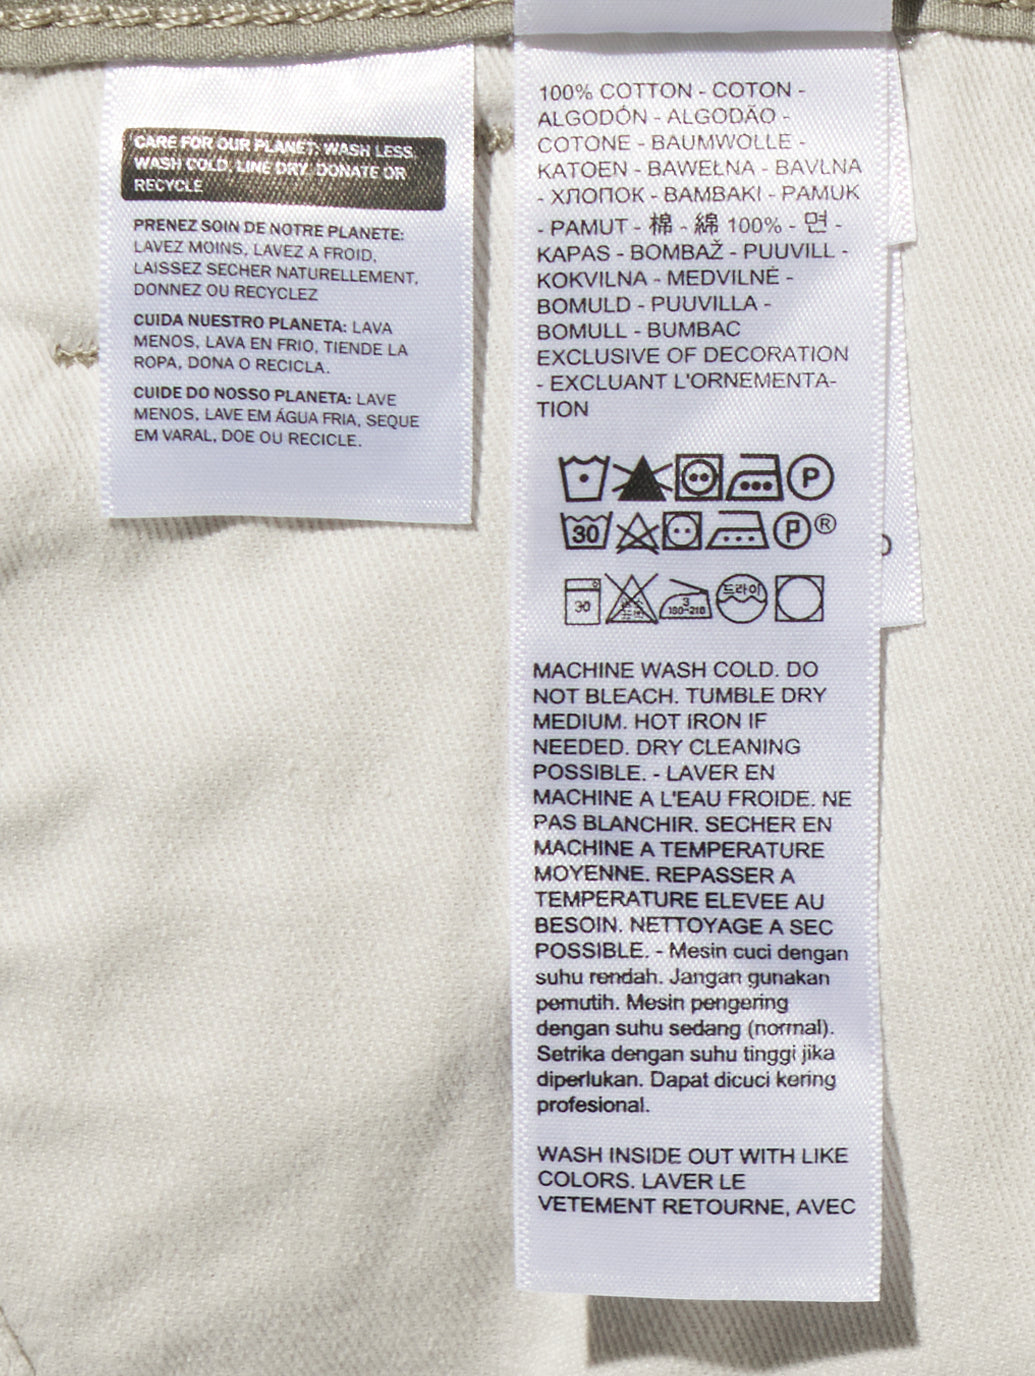 CARE FOR OUR PLANET: WASH LESS,
WASH COLD, LINE DRY, DONATE OR
RECYCLE
PRENEZ SOIN DE NOTRE PLANETE:
LAVEZ MOINS, LAVEZ A FROID,
LAISSEZ SECHER NATURELLEMENT,
DONNEZ OU RECYCLEZ
CUIDA NUESTRO PLANETA: LAVA
MENOS, LAVA EN FRIO, TIENDE LA
ROPA, DONA O RECICLA.
CUIDE DO NOSSO PLANETA: LAVE
MENOS, LAVE EM ÁGUA FRIA, SEQUE
EM VARAL, DOE OU RECICLE.
100% COTTON - COTON -
ALGODÓN - ALGODÃO -
COTONE - BAUMWOLLE -
KATOEN - BAWEŁNA - BAVLNA
- ХЛОПОК - BAMBAKI - PAMUK
- PAMUT - 棉 - 綿 100% - 면 -
KAPAS - BOMBAŽ - PUUVILL -
KOKVILNA - MEDVILNĖ -
BOMULD - PUUVILLA -
BOMULL - BUMBAC
EXCLUSIVE OF DECORATION
- EXCLUANT L'ORNEMENTA-
TION
P
30 P ®
30 3 180-210 드라이
MACHINE WASH COLD. DO
NOT BLEACH. TUMBLE DRY
MEDIUM. HOT IRON IF
NEEDED. DRY CLEANING
POSSIBLE. - LAVER EN
MACHINE A L'EAU FROIDE. NE
PAS BLANCHIR. SECHER EN
MACHINE A TEMPERATURE
MOYENNE. REPASSER A
TEMPERATURE ELEVEE AU
BESOIN. NETTOYAGE A SEC
POSSIBLE. - Mesin cuci dengan
suhu rendah. Jangan gunakan
pemutih. Mesin pengering
dengan suhu sedang (normal).
Setrika dengan suhu tinggi jika
diperlukan. Dapat dicuci kering
profesional.
WASH INSIDE OUT WITH LIKE
COLORS. LAVER LE
VETEMENT RETOURNE, AVEC